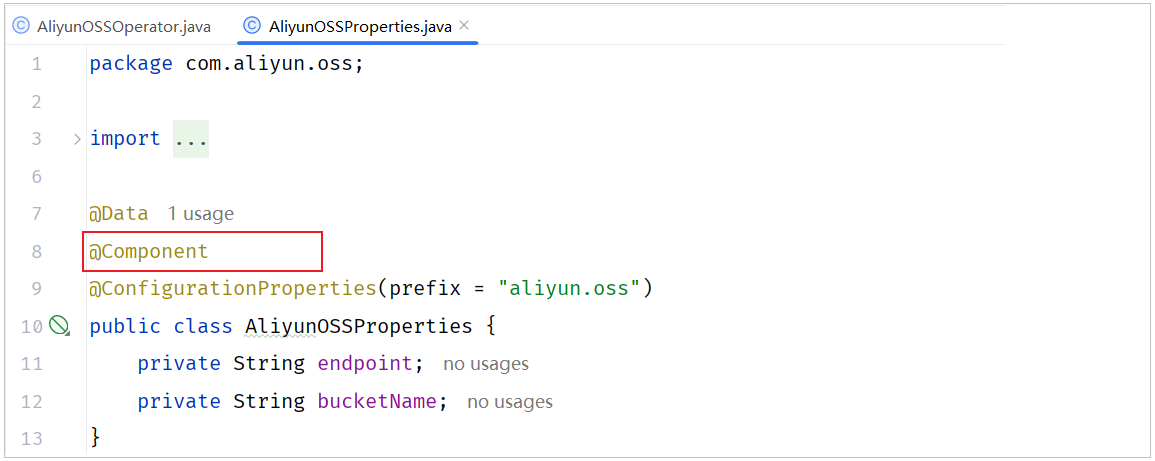 AliyunOSSOperator.java AliyunOSSProperties.java
1 package com.aliyun.oss;
2
3 import ...
6
7 @Data 1 usage
8 @Component
9 @ConfigurationProperties(prefix = "aliyun.oss")
10 public class AliyunOSSProperties {
11 private String endpoint; no usages
12 private String bucketName; no usages
13 }